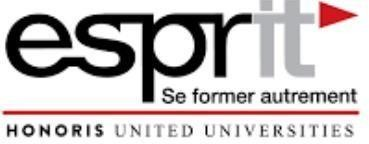 esprit
Se former autrement
HONORIS UNITED UNIVERSITIES